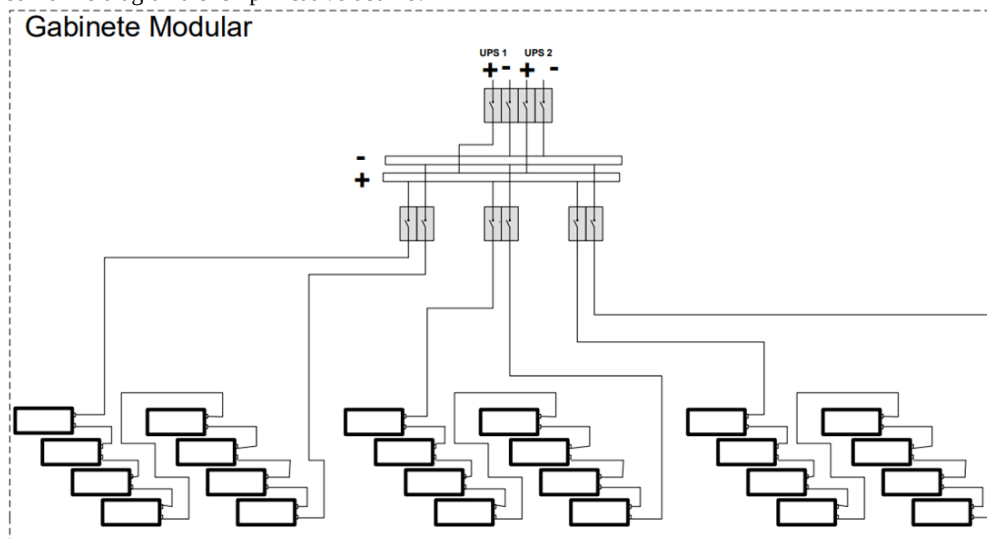 Gabinete Modular
UPS 1 UPS 2
+ - + -
-
+